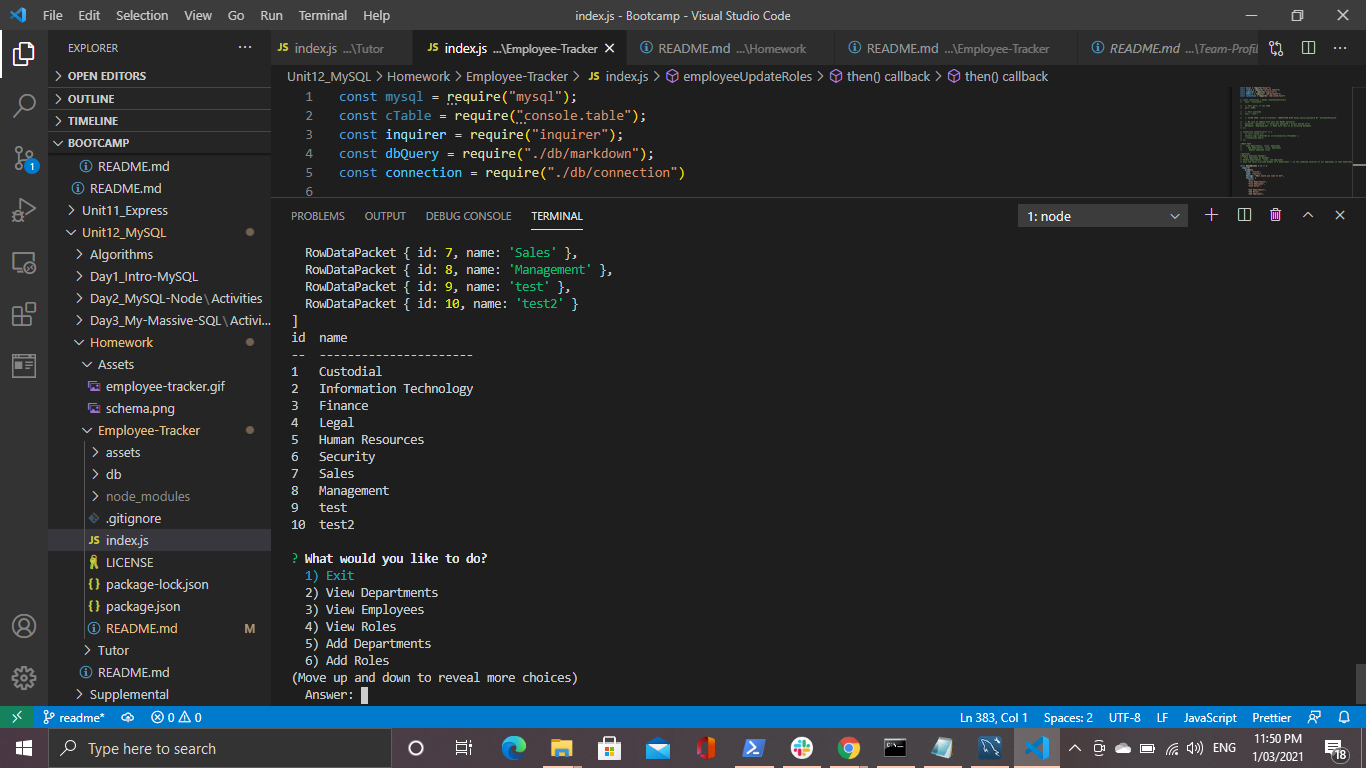 File Edit Selection View Go Run Terminal Help index.js - Bootcamp - Visual Studio Code
EXPLORER
OPEN EDITORS
OUTLINE
TIMELINE
BOOTCAMP
README.md
README.md
Unit11_Express
Unit12_MySQL
Algorithms
Day1_Intro-MySQL
Day2_MySQL-Node\Activities
Day3_My-Massive-SQL\Activi...
Homework
Assets
employee-tracker.gif
schema.png
Employee-Tracker
assets
db
node_modules
.gitignore
JS index.js
LICENSE
{} package-lock.json
{} package.json
README.md M
Tutor
README.md
Supplemental
1
JS index.js ...\Tutor JS index.js ...\Employee-Tracker README.md ...\Homework README.md ...\Employee-Tracker README.md ...\Team-Profil
Unit12_MySQL > Homework > Employee-Tracker > JS index.js > employeeUpdateRoles > then() callback > then() callback
1 const mysql = require("mysql");
2 const cTable = require("console.table");
3 const inquirer = require("inquirer");
4 const dbQuery = require("./db/markdown");
5 const connection = require("./db/connection")
6
PROBLEMS OUTPUT DEBUG CONSOLE TERMINAL 1: node
RowDataPacket { id: 7, name: 'Sales' },
RowDataPacket { id: 8, name: 'Management' },
RowDataPacket { id: 9, name: 'test' },
RowDataPacket { id: 10, name: 'test2' }
]
id name
-- ----------------------
1 Custodial
2 Information Technology
3 Finance
4 Legal
5 Human Resources
6 Security
7 Sales
8 Management
9 test
10 test2
? What would you like to do?
1) Exit
2) View Departments
3) View Employees
4) View Roles
5) Add Departments
6) Add Roles
(Move up and down to reveal more choices)
Answer:
readme* 0 0 Ln 383, Col 1 Spaces: 2 UTF-8 LF JavaScript Prettier
Type here to search ENG 11:50 PM
1/03/2021
18